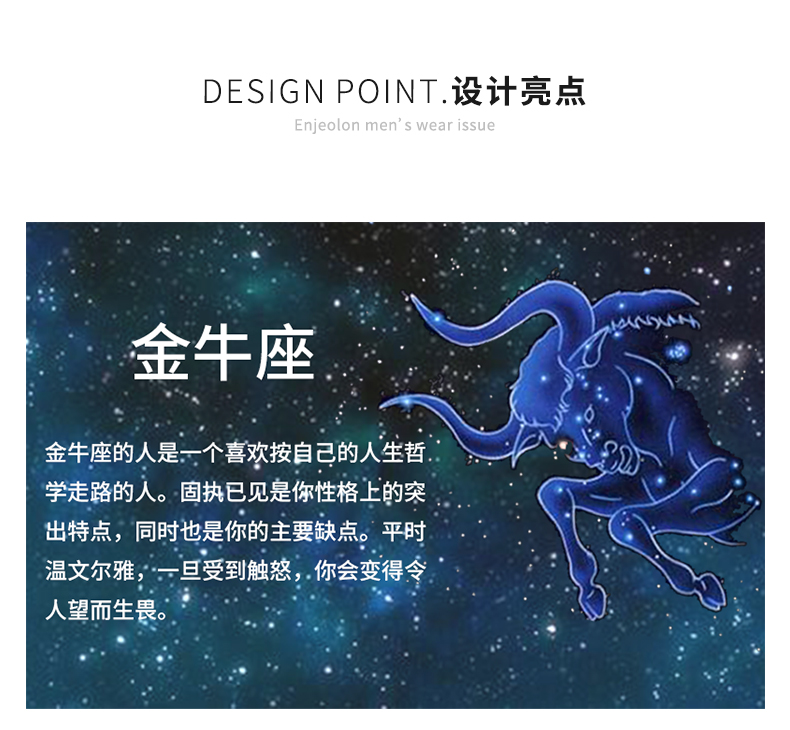 DESIGN POINT.设计亮点
Enjeolon men's wear issue
金牛座
金牛座的人是一个喜欢按自己的人生哲
学走路的人。固执已见是你性格上的突
出特点，同时也是你的主要缺点。平时
温文尔雅，一旦受到触怒，你会变得令
人望而生畏。